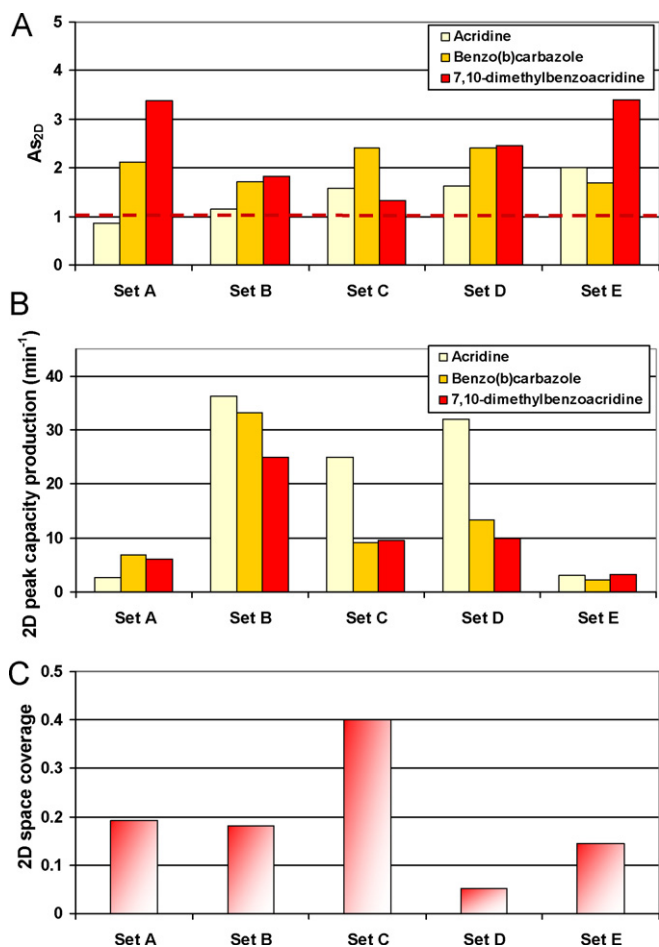 A
As2D
5
4
3
2
1
0
Acridine
Benzo(b)carbazole
7,10-dimethylbenzoacridine
Set A Set B Set C Set D Set E
B
2D peak capacity production (min-1)
40
30
20
10
0
Acridine
Benzo(b)carbazole
7,10-dimethylbenzoacridine
Set A Set B Set C Set D Set E
C
2D space coverage
0.5
0.4
0.3
0.2
0.1
0
Set A Set B Set C Set D Set E